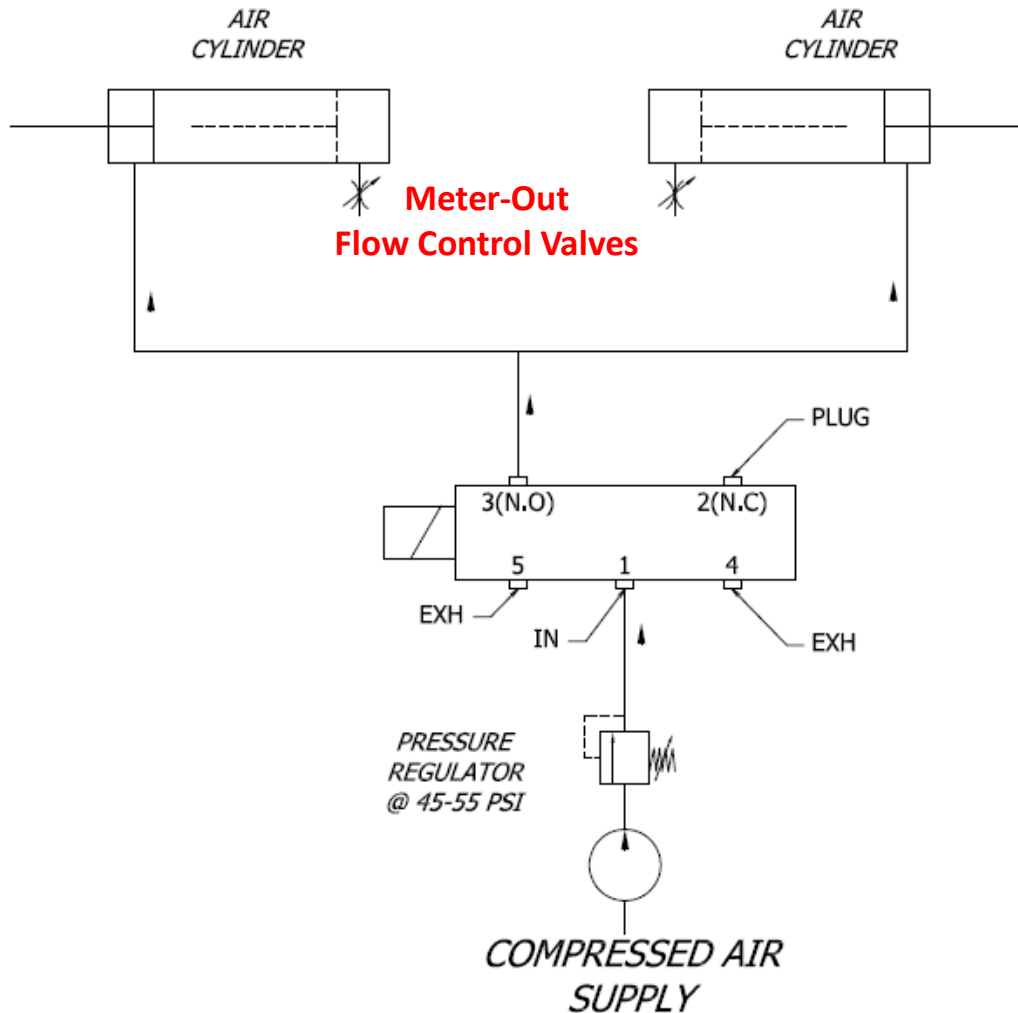 AIR
CYLINDER
AIR
CYLINDER
Meter-Out
Flow Control Valves
PLUG
3(N.O)
2(N.C)
5
1
4
EXH
IN
EXH
PRESSURE
REGULATOR
@ 45-55 PSI
COMPRESSED AIR
SUPPLY